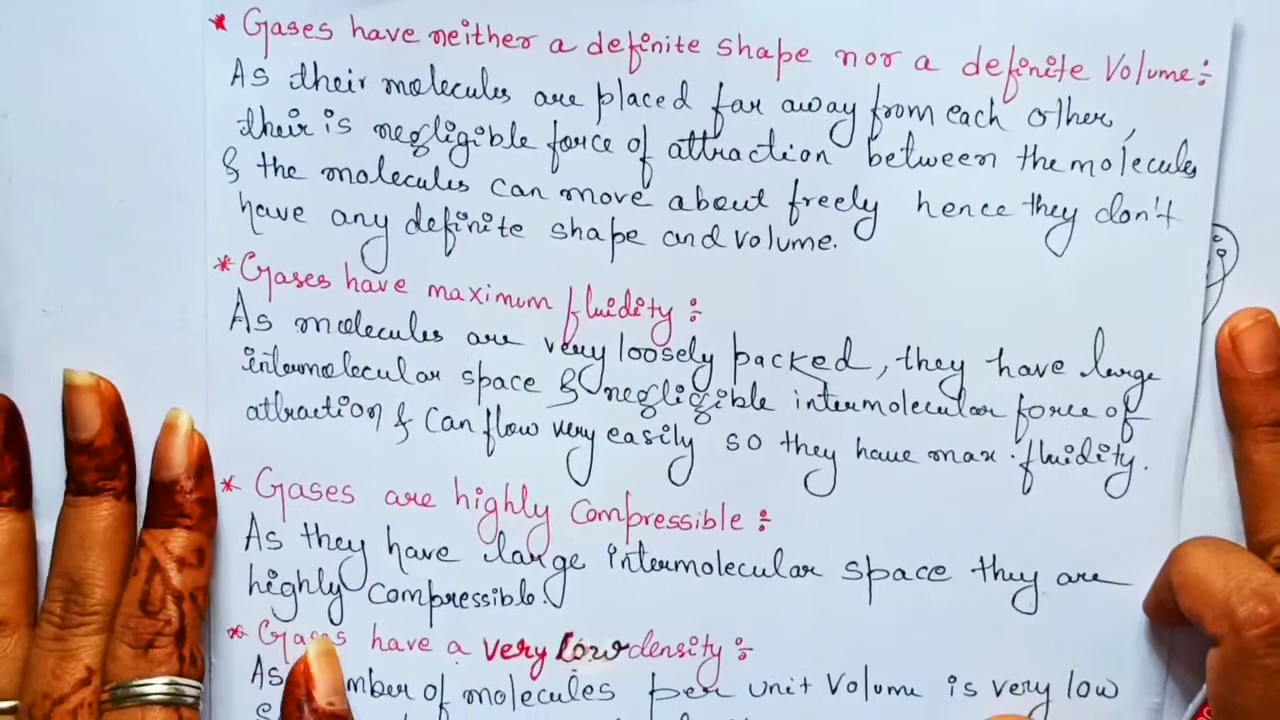 * Gases have neither a definite shape nor a definite Volume :
As their molecules are placed far away from each other,
their is negligible force of attraction between the molecules
& the molecules can move about freely hence they don't
have any definite shape and volume.
* Gases have maximum fluidity :
As molecules are very loosely packed, they have large
intermolecular space & negligible intermolecular force of
attraction & can flow very easily so they have max. fluidity.
* Gases are highly compressible :
As they have large intermolecular space they are
highly compressible.
* Gases have a very low density :
As mber of molecules per unit Volume is very low